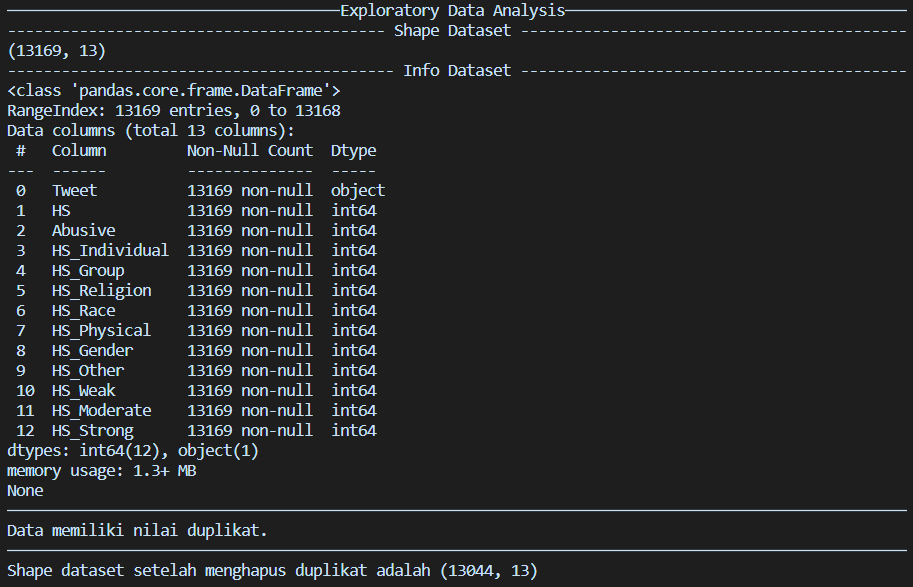 Exploratory Data Analysis
---------------------------------------- Shape Dataset ----------------------------------------
(13169, 13)
---------------------------------------- Info Dataset ----------------------------------------
<class 'pandas.core.frame.DataFrame'>
RangeIndex: 13169 entries, 0 to 13168
Data columns (total 13 columns):
 #   Column         Non-Null Count  Dtype
---  ------         --------------  -----
 0   Tweet          13169 non-null  object
 1   HS             13169 non-null  int64
 2   Abusive        13169 non-null  int64
 3   HS_Individual  13169 non-null  int64
 4   HS_Group       13169 non-null  int64
 5   HS_Religion    13169 non-null  int64
 6   HS_Race        13169 non-null  int64
 7   HS_Physical    13169 non-null  int64
 8   HS_Gender      13169 non-null  int64
 9   HS_Other       13169 non-null  int64
 10  HS_Weak        13169 non-null  int64
 11  HS_Moderate    13169 non-null  int64
 12  HS_Strong      13169 non-null  int64
dtypes: int64(12), object(1)
memory usage: 1.3+ MB
None
Data memiliki nilai duplikat.
Shape dataset setelah menghapus duplikat adalah (13044, 13)